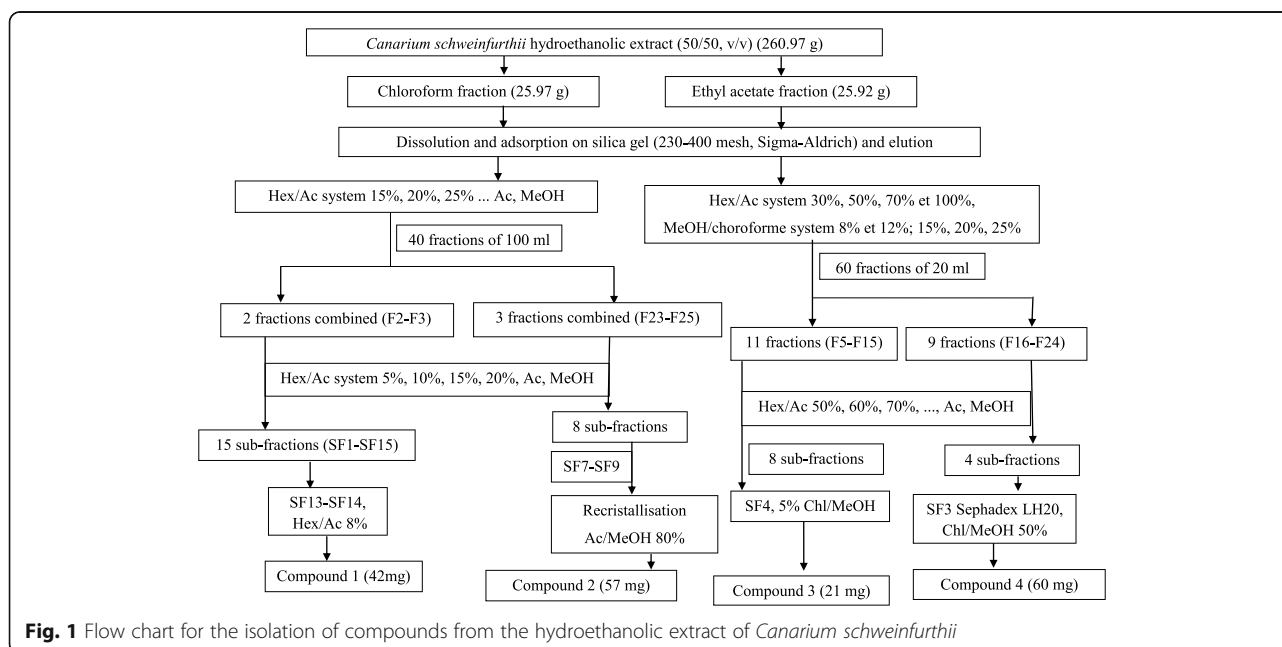 Canarium schweinfurthii hydroethanolic extract (50/50, v/v) (260.97 g)
Chloroform fraction (25.97 g)
Ethyl acetate fraction (25.92 g)
Dissolution and adsorption on silica gel (230-400 mesh, Sigma-Aldrich) and elution
Hex/Ac system 15%, 20%, 25% ... Ac, MeOH
Hex/Ac system 30%, 50%, 70% et 100%,
MeOH/choroforme system 8% et 12%; 15%, 20%, 25%
40 fractions of 100 ml
60 fractions of 20 ml
2 fractions combined (F2-F3)
3 fractions combined (F23-F25)
11 fractions (F5-F15)
9 fractions (F16-F24)
Hex/Ac system 5%, 10%, 15%, 20%, Ac, MeOH
Hex/Ac 50%, 60%, 70%, ..., Ac, MeOH
15 sub-fractions (SF1-SF15)
8 sub-fractions
8 sub-fractions
4 sub-fractions
SF7-SF9
SF13-SF14,
Hex/Ac 8%
Recristallisation
Ac/MeOH 80%
SF4, 5% Chl/MeOH
SF3 Sephadex LH20,
Chl/MeOH 50%
Compound 1 (42mg)
Compound 2 (57 mg)
Compound 3 (21 mg)
Compound 4 (60 mg)
Fig. 1 Flow chart for the isolation of compounds from the hydroethanolic extract of Canarium schweinfurthii